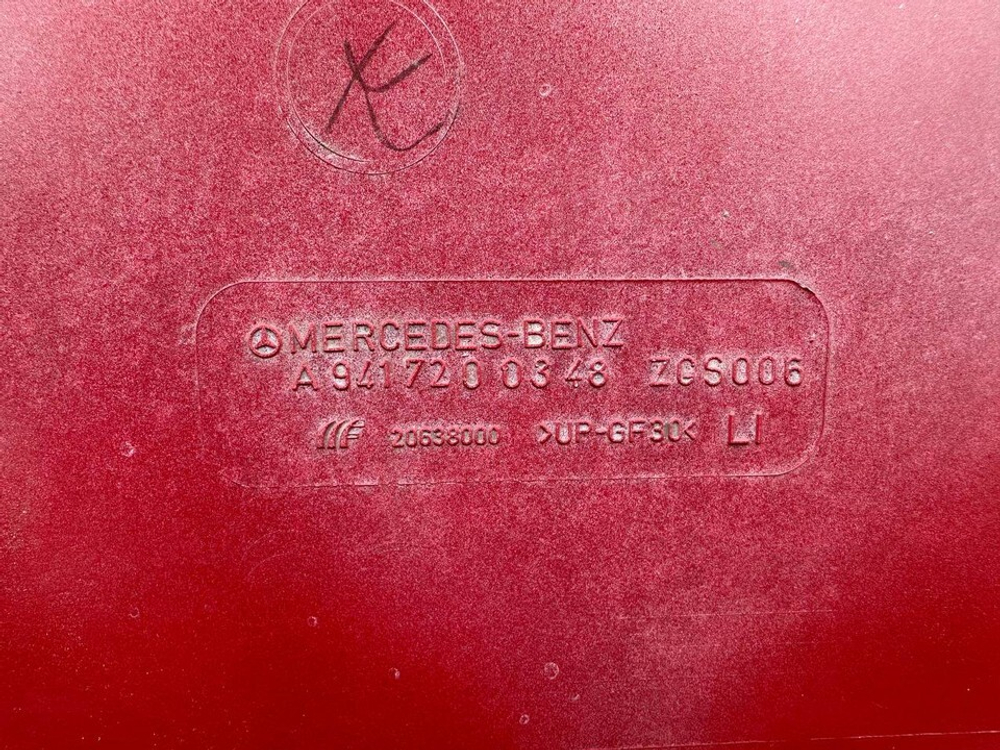 MERCEDES-BENZ
A 941 720 03 48 ZGS006
20638000 >UP-GF30< LI